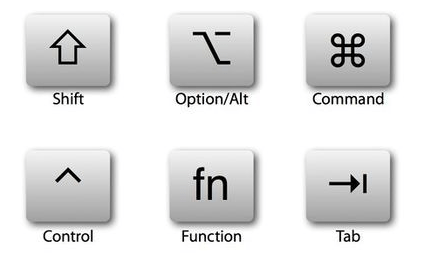 ⇧ ⌥ ⌘
Shift Option/Alt Command
^ fn ⇥
Control Function Tab